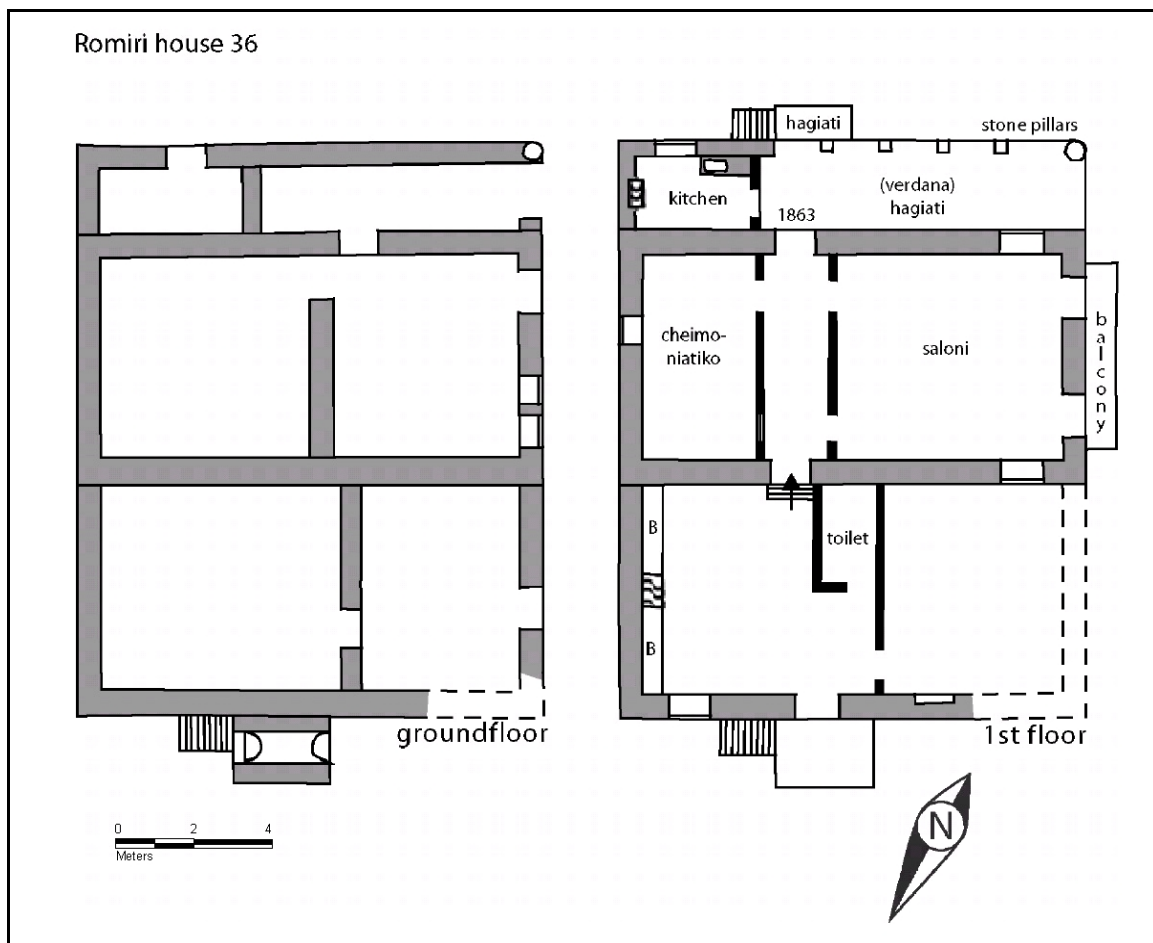 Romiri house 36
hagiati
stone pillars
kitchen
(verdana)
hagiati
1863
cheimo-
niatiko
saloni
balcony
B
toilet
B
groundfloor
1st floor
0 2 4
Meters
N